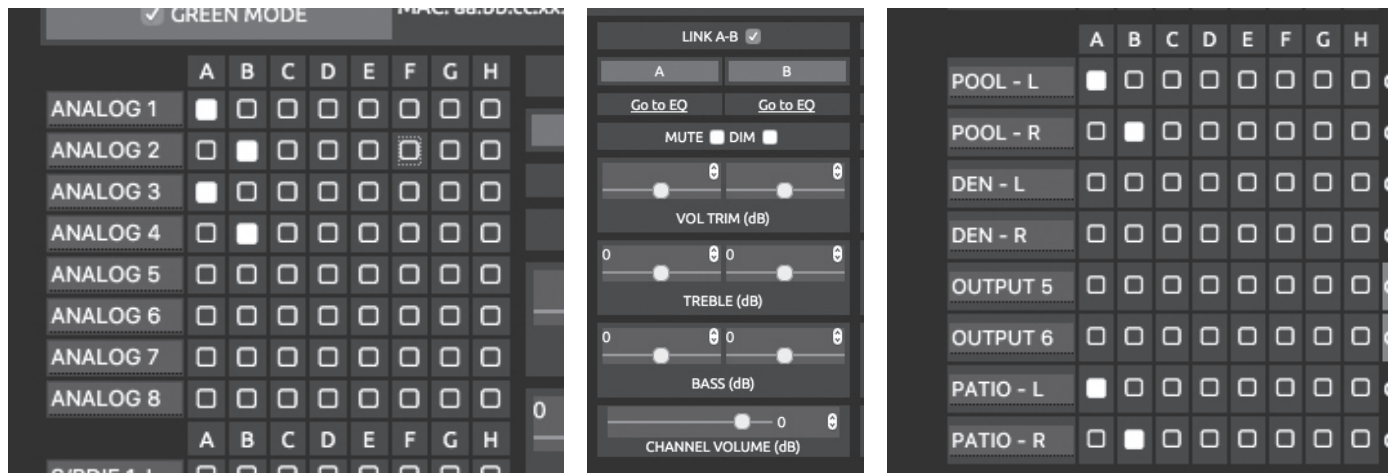 GREEN MODE
A B C D E F G H
ANALOG 1
ANALOG 2
ANALOG 3
ANALOG 4
ANALOG 5
ANALOG 6
ANALOG 7
ANALOG 8
0
A B C D E F G H
LINK A-B
A B
Go to EQ Go to EQ
MUTE DIM
VOL TRIM (dB)
0 0
TREBLE (dB)
0 0
BASS (dB)
0
CHANNEL VOLUME (dB)
A B C D E F G H
POOL - L
POOL - R
DEN - L
DEN - R
OUTPUT 5
OUTPUT 6
PATIO - L
PATIO - R